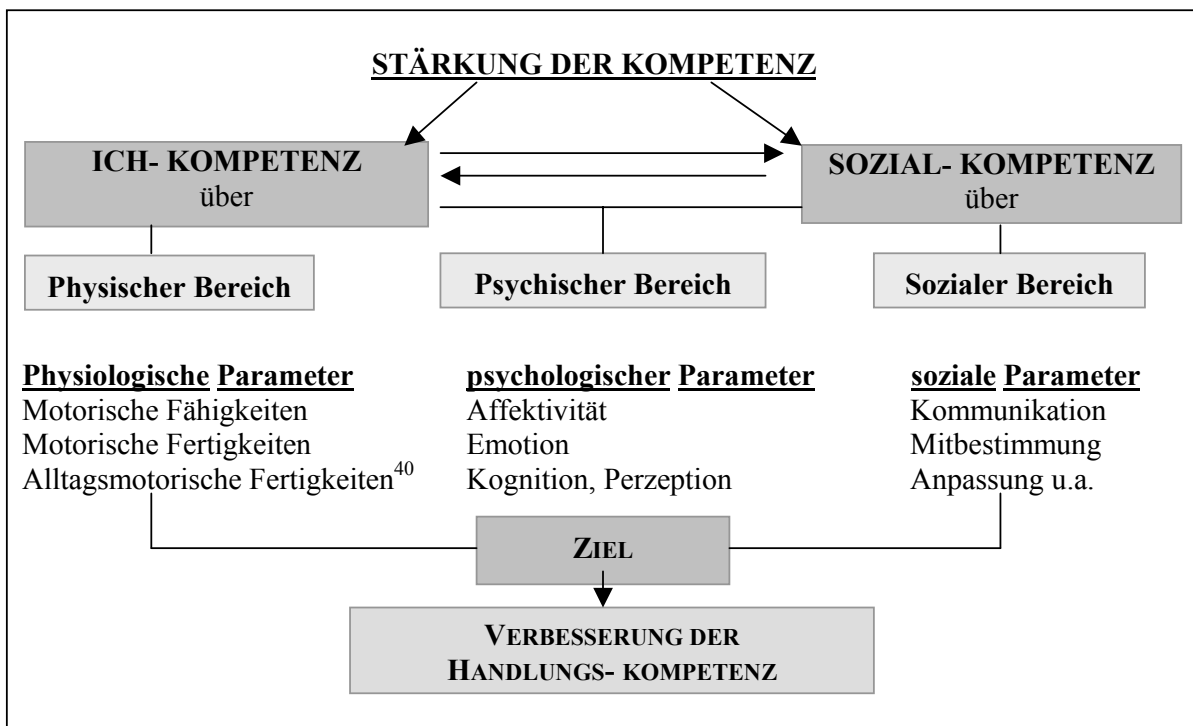 STÄRKUNG DER KOMPETENZ
ICH- KOMPETENZ
über
SOZIAL- KOMPETENZ
über
Physischer Bereich
Psychischer Bereich
Sozialer Bereich
Physiologische Parameter
Motorische Fähigkeiten
Motorische Fertigkeiten
Alltagsmotorische Fertigkeiten⁴⁰
psychologischer Parameter
Affektivität
Emotion
Kognition, Perzeption
soziale Parameter
Kommunikation
Mitbestimmung
Anpassung u.a.
ZIEL
VERBESSERUNG DER
HANDLUNGS- KOMPETENZ